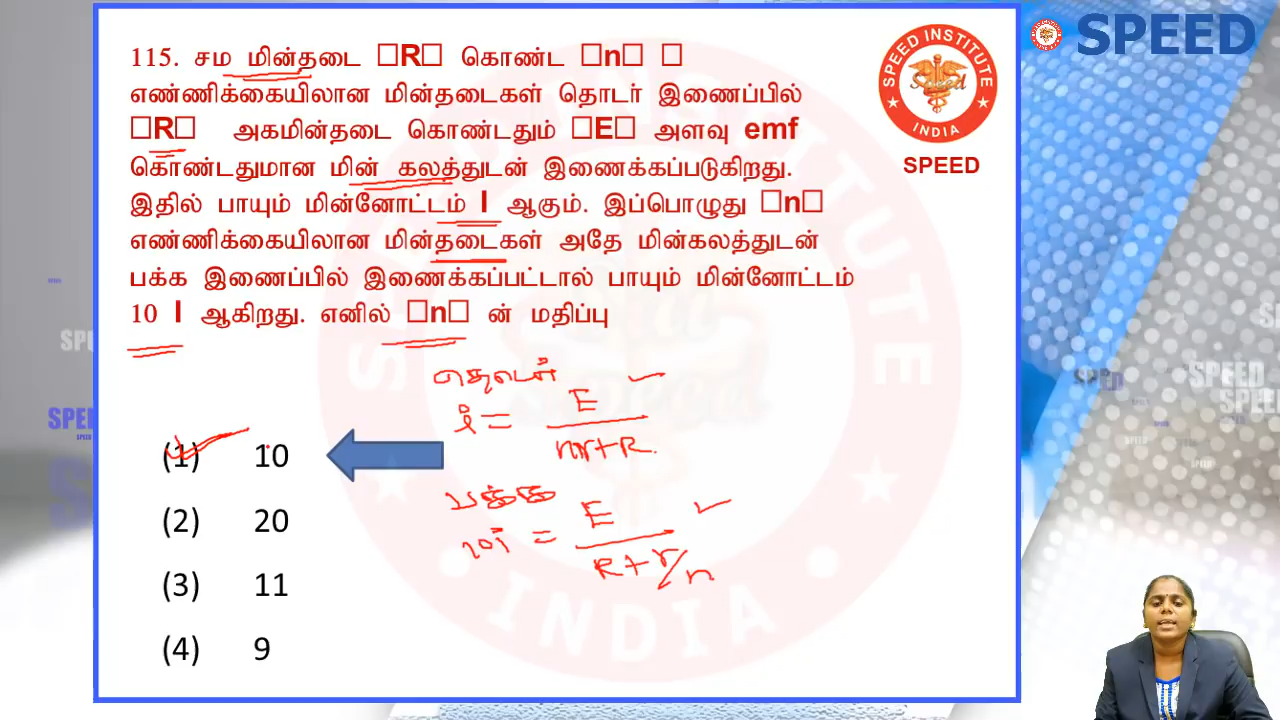 SPEED
115. சம மின்தடை □R□ கொண்ட □n□ □
எண்ணிக்கையிலான மின்தடைகள் தொடர் இணைப்பில்
□R□ அகமின்தடை கொண்டதும் □E□ அளவு emf
கொண்டதுமான மின் கலத்துடன் இணைக்கப்படுகிறது.
இதில் பாயும் மின்னோட்டம் I ஆகும். இப்பொழுது □n□
எண்ணிக்கையிலான மின்தடைகள் அதே மின்கலத்துடன்
பக்க இணைப்பில் இணைக்கப்பட்டால் பாயும் மின்னோட்டம்
10 I ஆகிறது. எனில் □n□ ன் மதிப்பு
SPEED INSTITUTE
INDIA
SPEED
தொடர்
i = E / nr+R
(1) 10
பக்க
10i = E / R+r/n
(2) 20
(3) 11
(4) 9